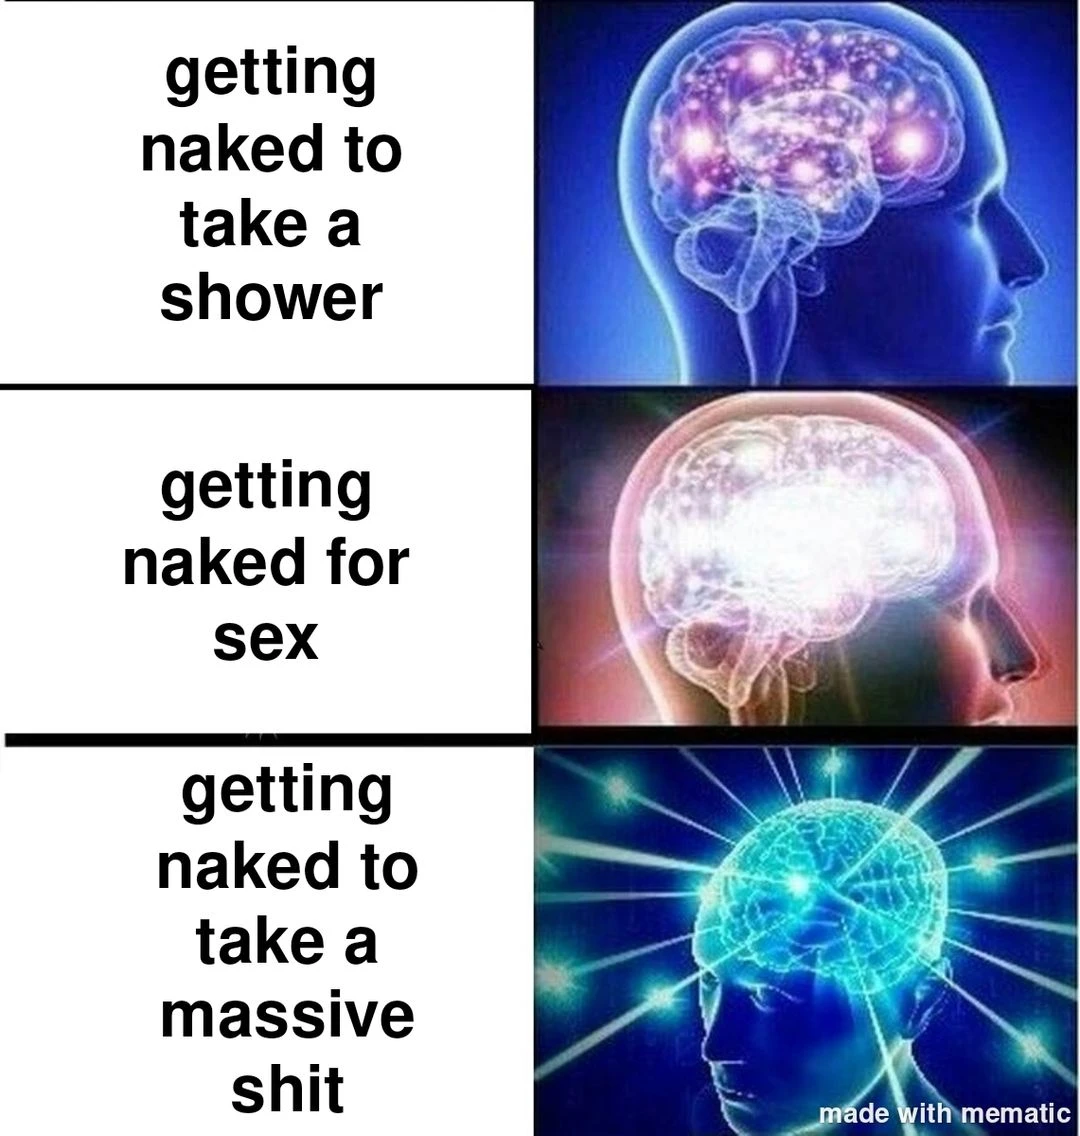 getting
naked to
take a
shower
getting
naked for
sex
getting
naked to
take a
massive
shit
made with mematic